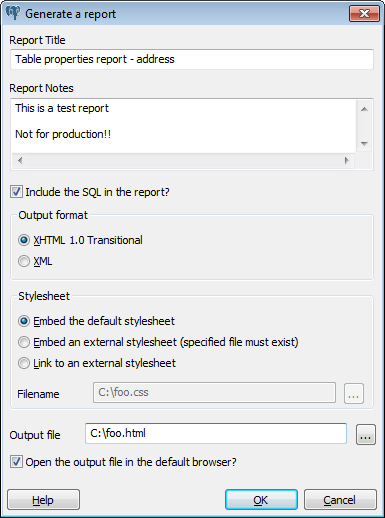 Generate a report
Report Title
Table properties report - address
Report Notes
This is a test report
Not for production!!
Include the SQL in the report?
Output format
XHTML 1.0 Transitional
XML
Stylesheet
Embed the default stylesheet
Embed an external stylesheet (specified file must exist)
Link to an external stylesheet
Filename C:\foo.css ...
Output file C:\foo.html ...
Open the output file in the default browser?
Help OK Cancel